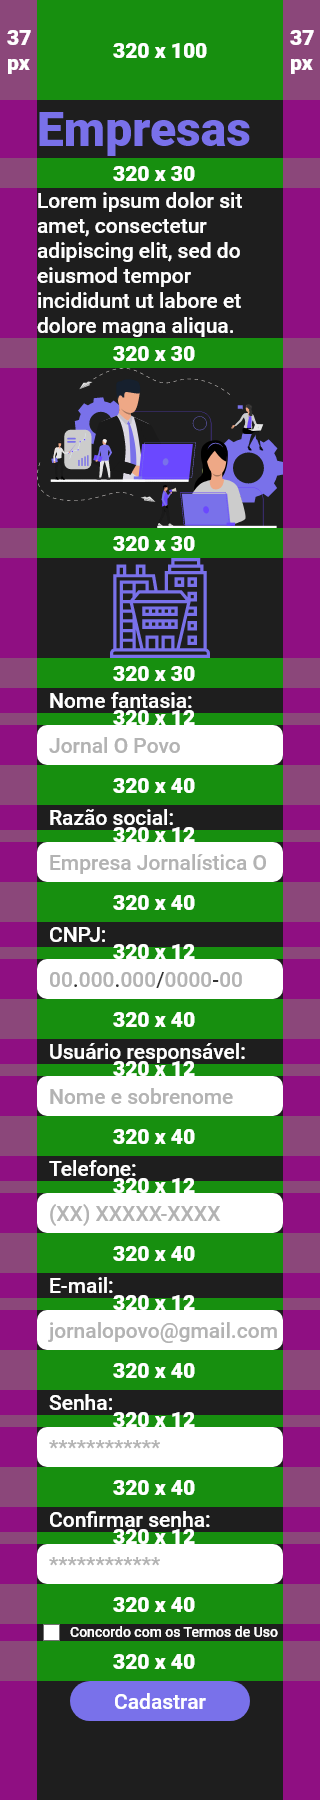 37
px
320 x 100
37
px
Empresas
320 x 30
Lorem ipsum dolor sit
amet, consectetur
adipiscing elit, sed do
eiusmod tempor
incididunt ut labore et
dolore magna aliqua.
320 x 30
320 x 30
320 x 30
Nome fantasia:
320 x 12
Jornal O Povo
320 x 40
Razão social:
320 x 12
Empresa Jornalística O
320 x 40
CNPJ:
320 x 12
00.000.000/0000-00
320 x 40
Usuário responsável:
320 x 12
Nome e sobrenome
320 x 40
Telefone:
320 x 12
(XX) XXXXX-XXXX
320 x 40
E-mail:
320 x 12
jornalopovo@gmail.com
320 x 40
Senha:
320 x 12
************
320 x 40
Confirmar senha:
320 x 12
************
320 x 40
Concordo com os Termos de Uso
320 x 40
Cadastrar